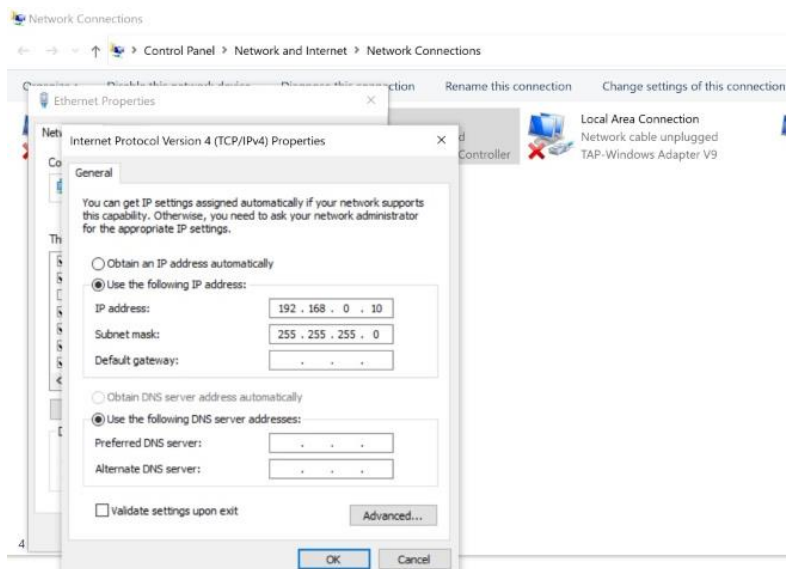 Network Connections
Control Panel > Network and Internet > Network Connections
Rename this connection Change settings of this connection
Ethernet Properties
Internet Protocol Version 4 (TCP/IPv4) Properties
Local Area Connection
Network cable unplugged
Controller
TAP-Windows Adapter V9
General
You can get IP settings assigned automatically if your network supports
this capability. Otherwise, you need to ask your network administrator
for the appropriate IP settings.
Obtain an IP address automatically
Use the following IP address:
IP address: 192 . 168 . 0 . 10
Subnet mask: 255 . 255 . 255 . 0
Default gateway: . . .
Obtain DNS server address automatically
Use the following DNS server addresses:
Preferred DNS server: . . .
Alternate DNS server: . . .
Validate settings upon exit
Advanced...
4
OK Cancel